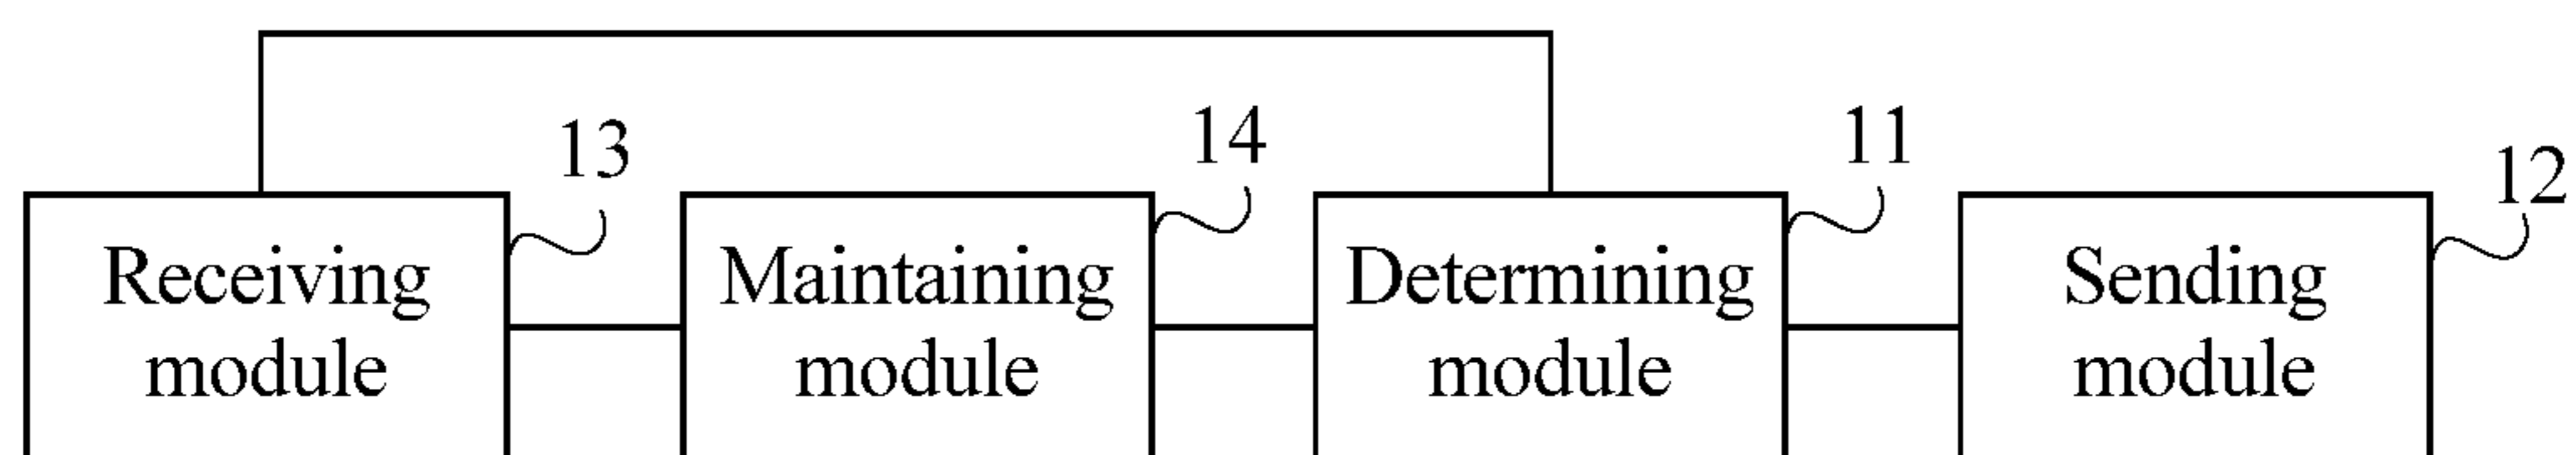 13
14
11
12
Receiving
module
Maintaining
module
Determining
module
Sending
module